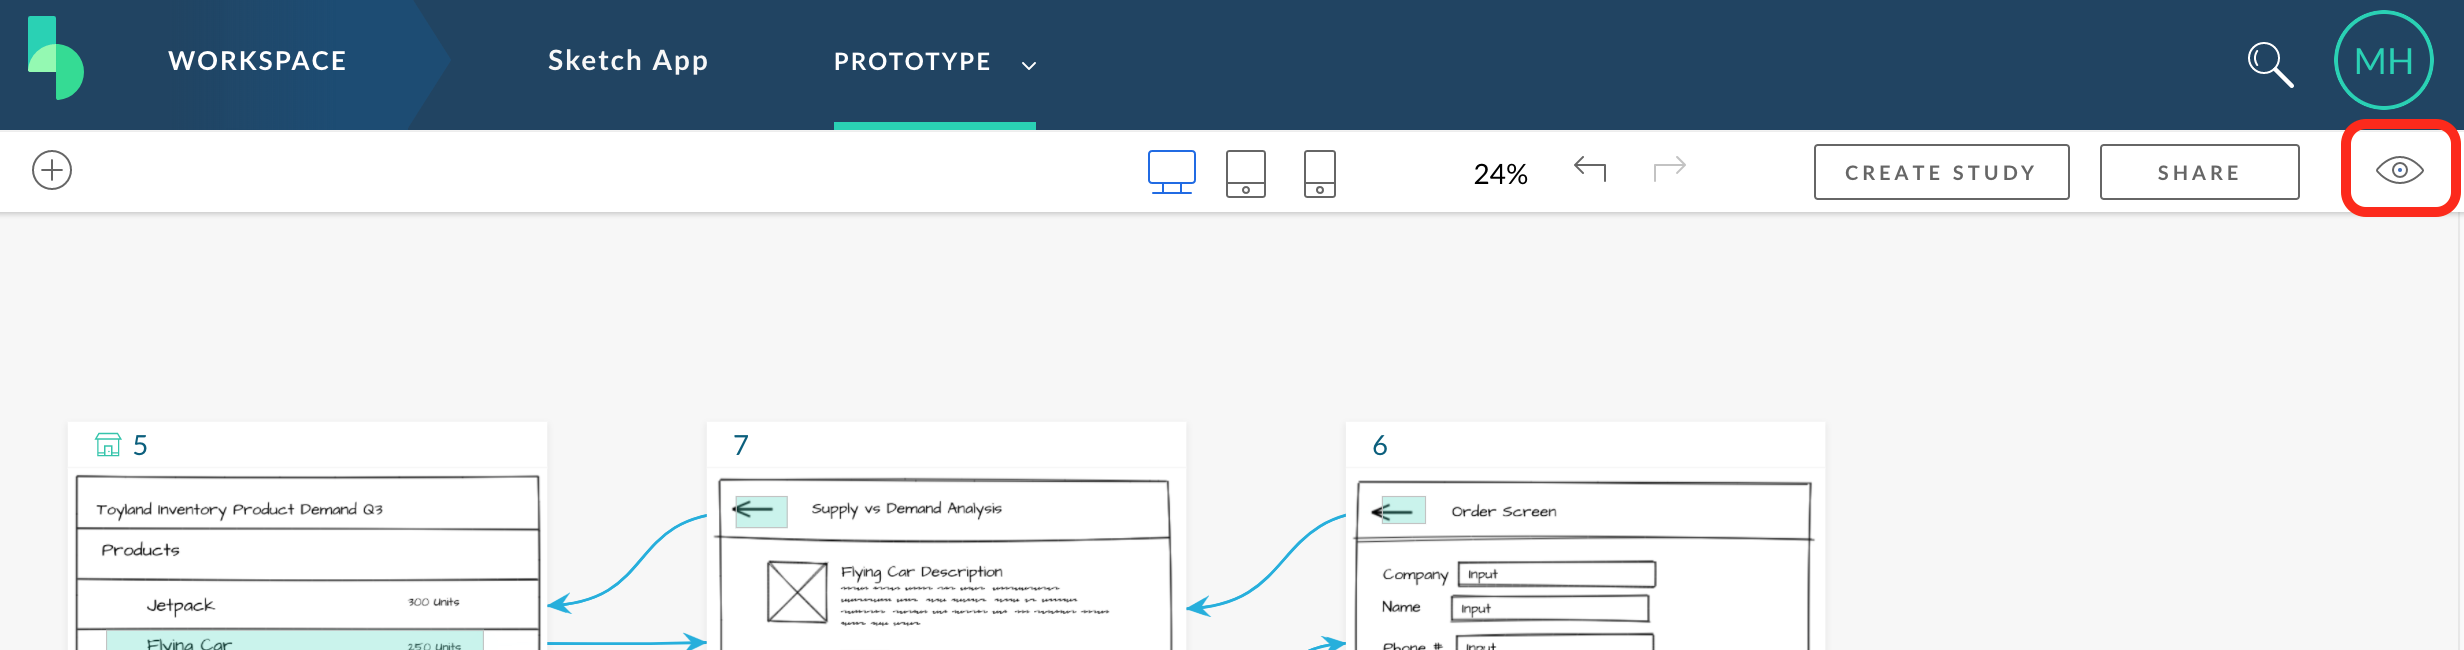 WORKSPACE
Sketch App
PROTOTYPE
MH
24%
CREATE STUDY
SHARE
5
Toyland Inventory Product Demand Q3
Products
Jetpack 300 Units
Flying Car 250 Units
7
Supply vs Demand Analysis
Flying Car Description
6
Order Screen
Company Input
Name Input
Phone # Input